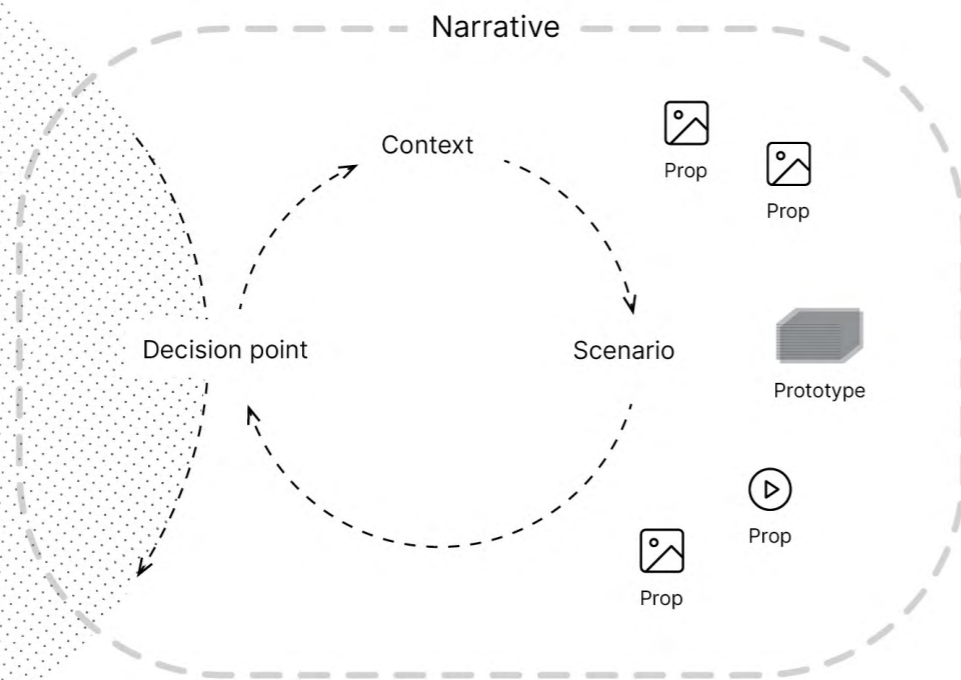 Narrative
Context
Prop
Prop
Decision point
Scenario
Prototype
Prop
Prop